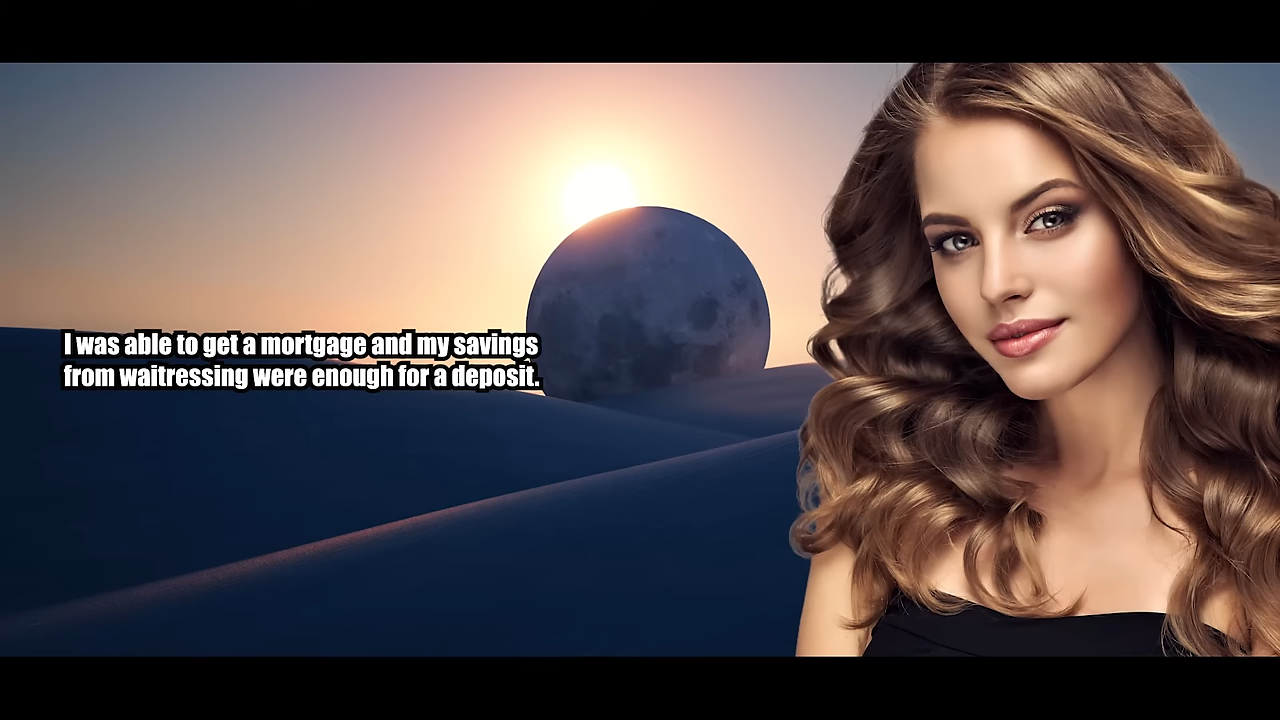 I was able to get a mortgage and my savings
from waitressing were enough for a deposit.